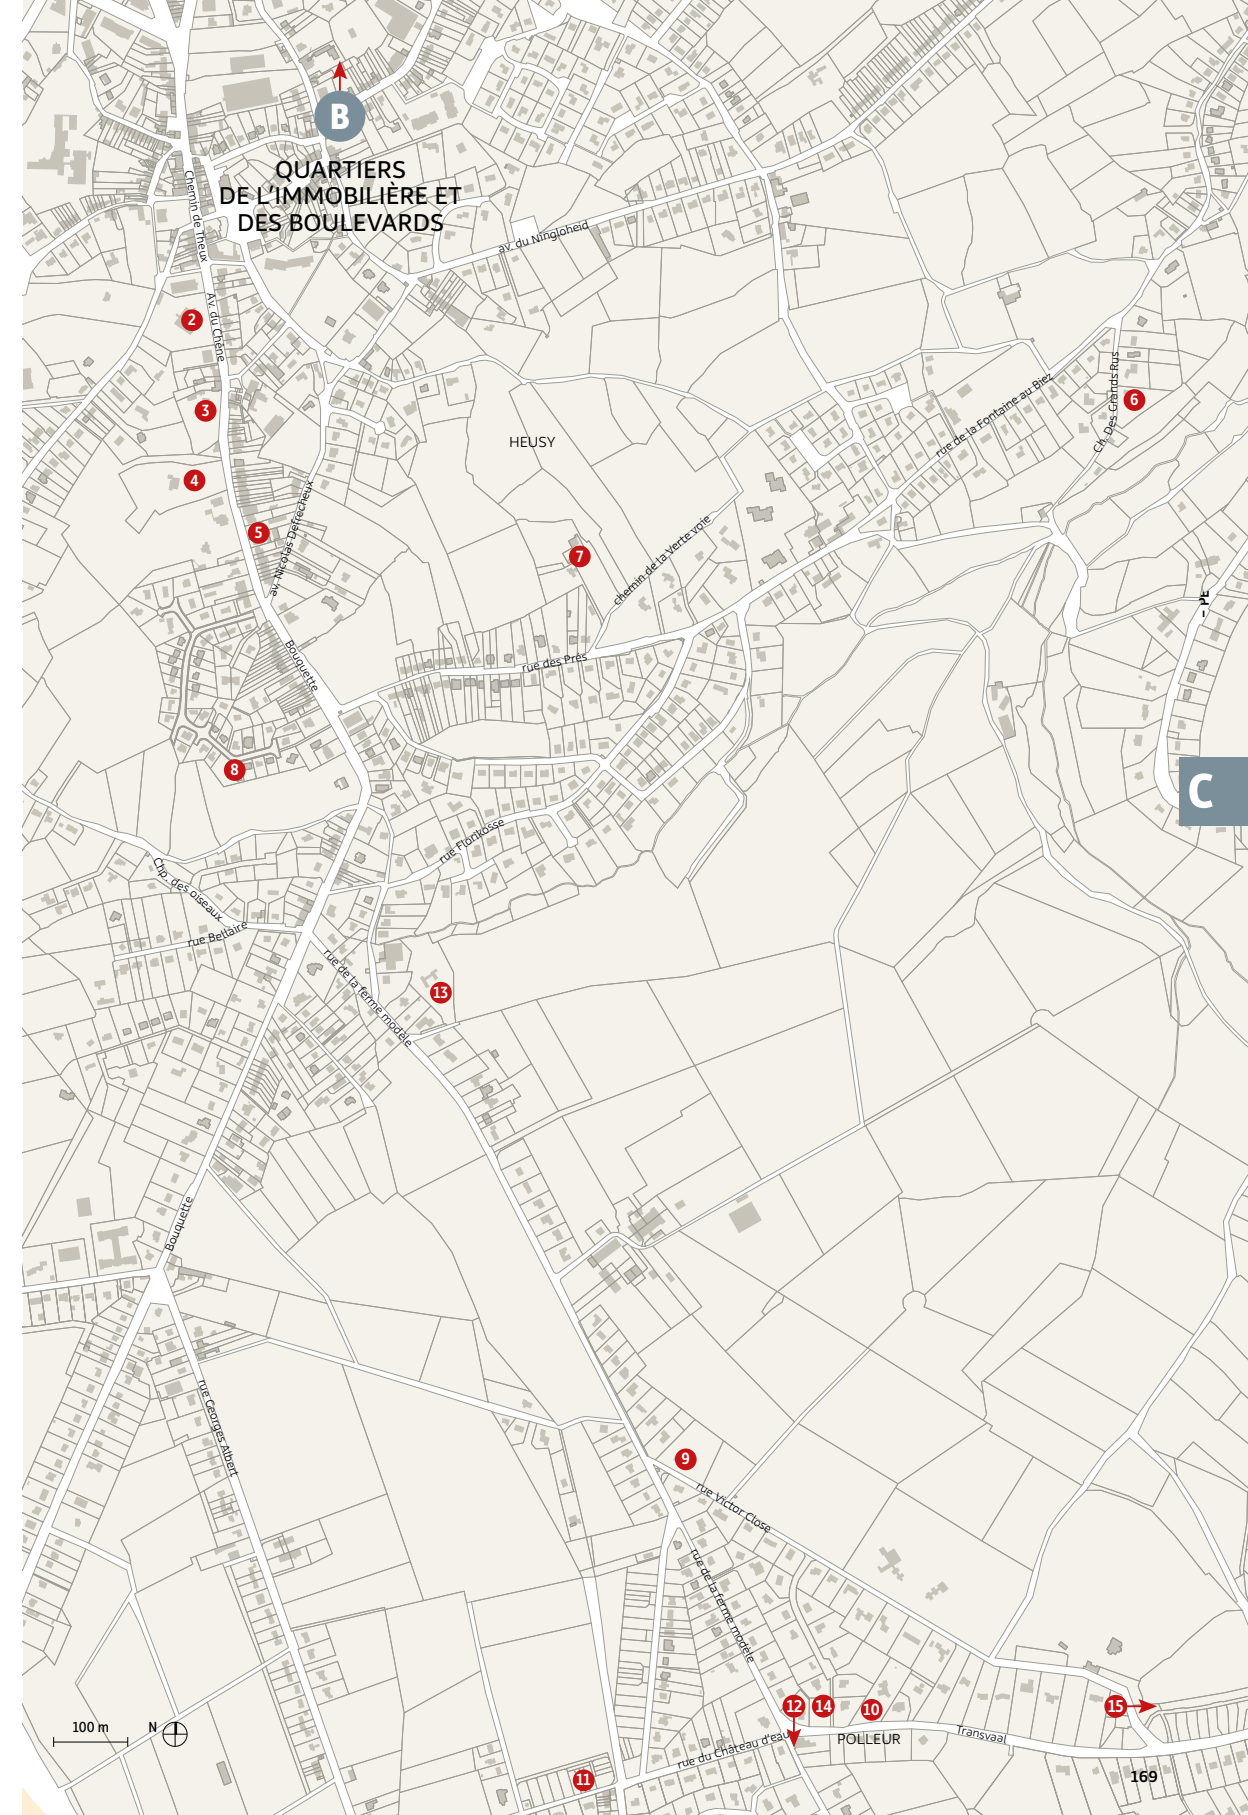 B
QUARTIERS
DE L'IMMOBILIÈRE ET
DES BOULEVARDS
Chemin de Theux
av. du Ningloheid
2
Av. du Chêne
3
6
Ch. Des Grands Rus
rue de la Fontaine au Biez
HEUSY
4
5
av. Nicolas Defrecheux
7
chemin de la Verte voie
– PE
Bouquette
rue des Prés
8
C
rue Florikosse
Chp. des oiseaux
rue Bellaire
rue de la ferme modèle
13
Bouquette
rue Georges Albert
9
rue Victor Close
rue de la ferme modèle
12
14
10
15
100 m
N
POLLEUR
Transvaal
rue du Château d'eau
11
169